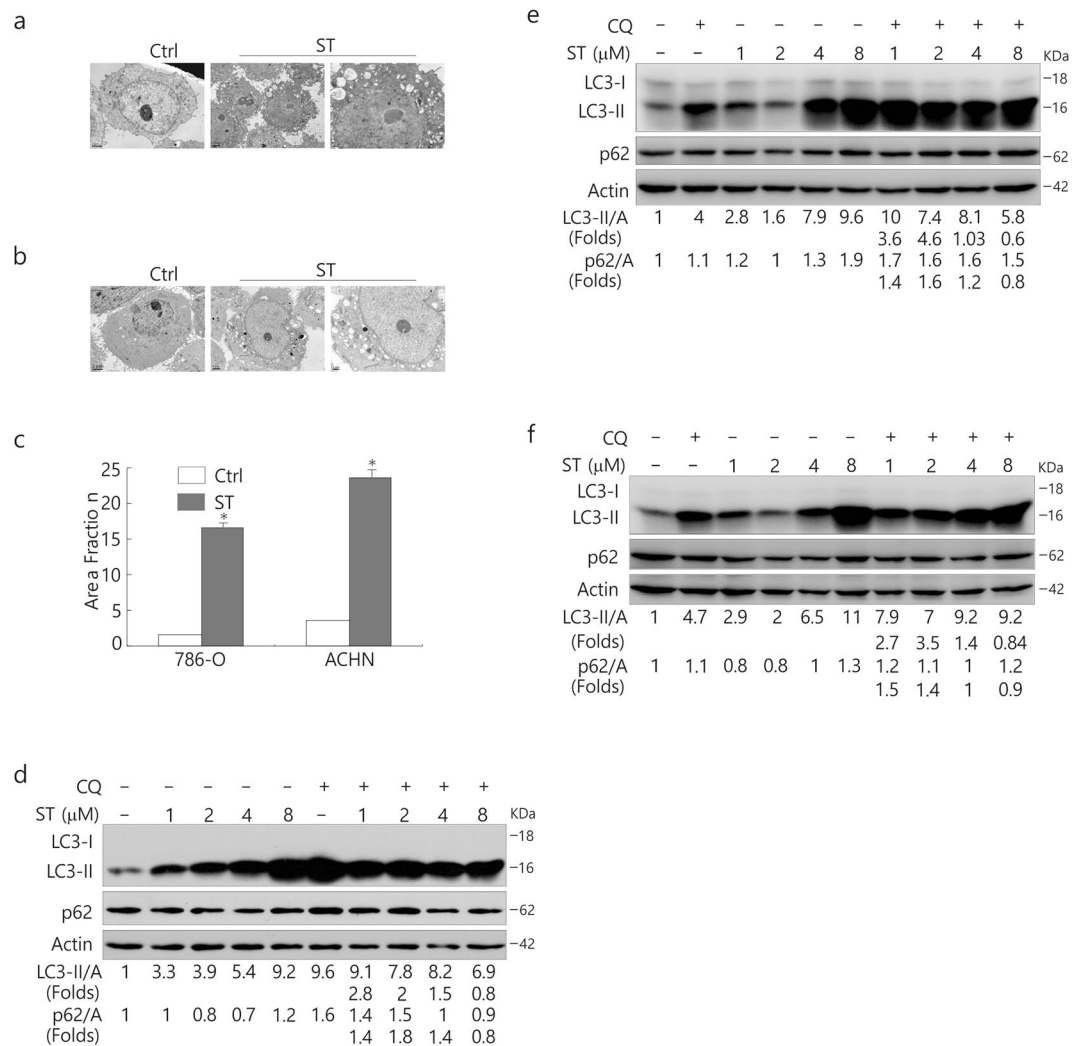 a
Ctrl ST
b
Ctrl ST
c
Area Fractio n
25
20
15
10
5
0
Ctrl
ST
*
*
786-O ACHN
d
CQ – – – – – + + + + +
ST (μM) – 1 2 4 8 – 1 2 4 8 KDa
LC3-I –18
LC3-II –16
p62 –62
Actin –42
LC3-II/A 1 3.3 3.9 5.4 9.2 9.6 9.1 7.8 8.2 6.9
(Folds) 2.8 2 1.5 0.8
p62/A 1 1 0.8 0.7 1.2 1.6 1.4 1.5 1 0.9
(Folds) 1.4 1.8 1.4 0.8
e
CQ – + – – – – + + + +
ST (μM) – – 1 2 4 8 1 2 4 8 KDa
LC3-I –18
LC3-II –16
p62 –62
Actin –42
LC3-II/A 1 4 2.8 1.6 7.9 9.6 10 7.4 8.1 5.8
(Folds) 3.6 4.6 1.03 0.6
p62/A 1 1.1 1.2 1 1.3 1.9 1.7 1.6 1.6 1.5
(Folds) 1.4 1.6 1.2 0.8
f
CQ – + – – – – + + + +
ST (μM) – – 1 2 4 8 1 2 4 8 KDa
LC3-I –18
LC3-II –16
p62 –62
Actin –42
LC3-II/A 1 4.7 2.9 2 6.5 11 7.9 7 9.2 9.2
(Folds) 2.7 3.5 1.4 0.84
p62/A 1 1.1 0.8 0.8 1 1.3 1.2 1.1 1 1.2
(Folds) 1.5 1.4 1 0.9